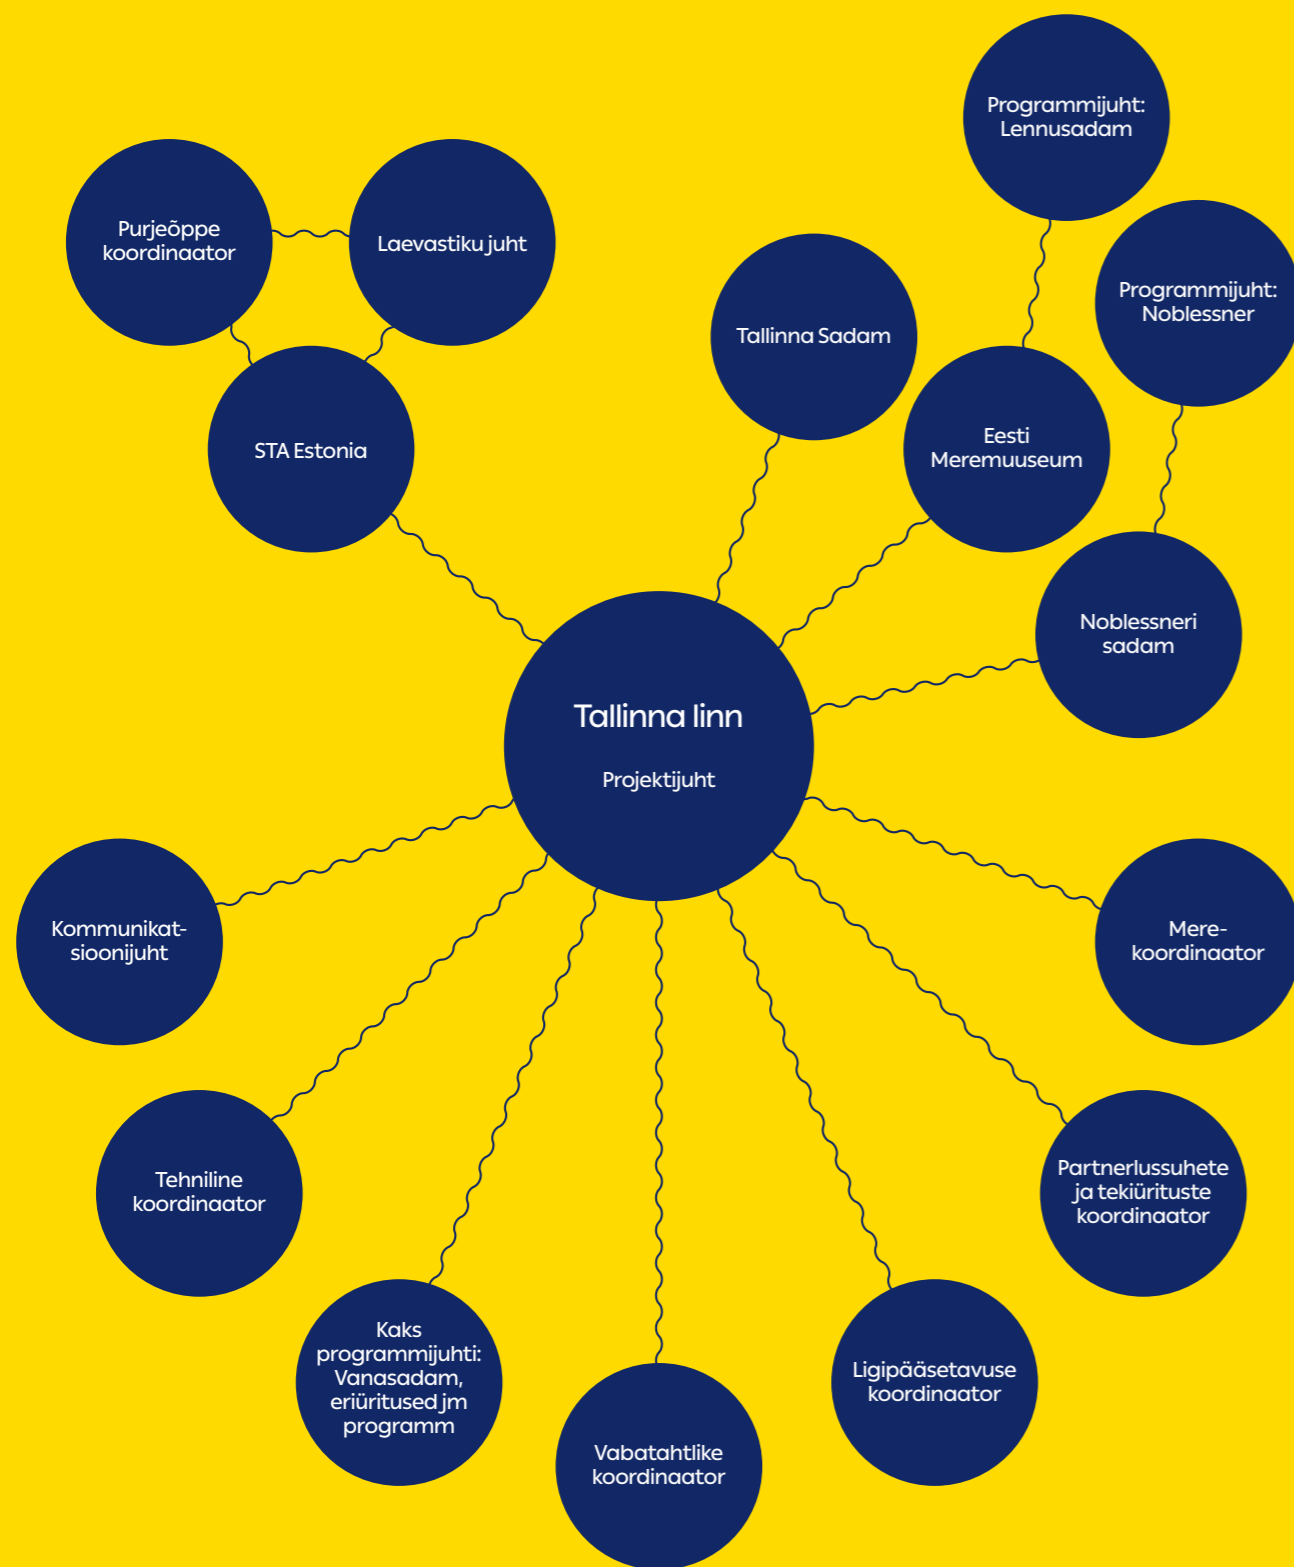 Programmijuht:
Lennusadam
Purjeõppe
koordinaator
Laevastiku juht
Programmijuht:
Noblessner
Tallinna Sadam
STA Estonia
Eesti
Meremuuseum
Noblessneri
sadam
Tallinna linn
Projektijuht
Kommunikat-
sioonijuht
Mere-
koordinaator
Tehniline
koordinaator
Partnerlussuhete
ja tekiürituste
koordinaator
Kaks
programmijuhti:
Vanasadam,
eriüritused jm
programm
Ligipääsetavuse
koordinaator
Vabatahtlike
koordinaator